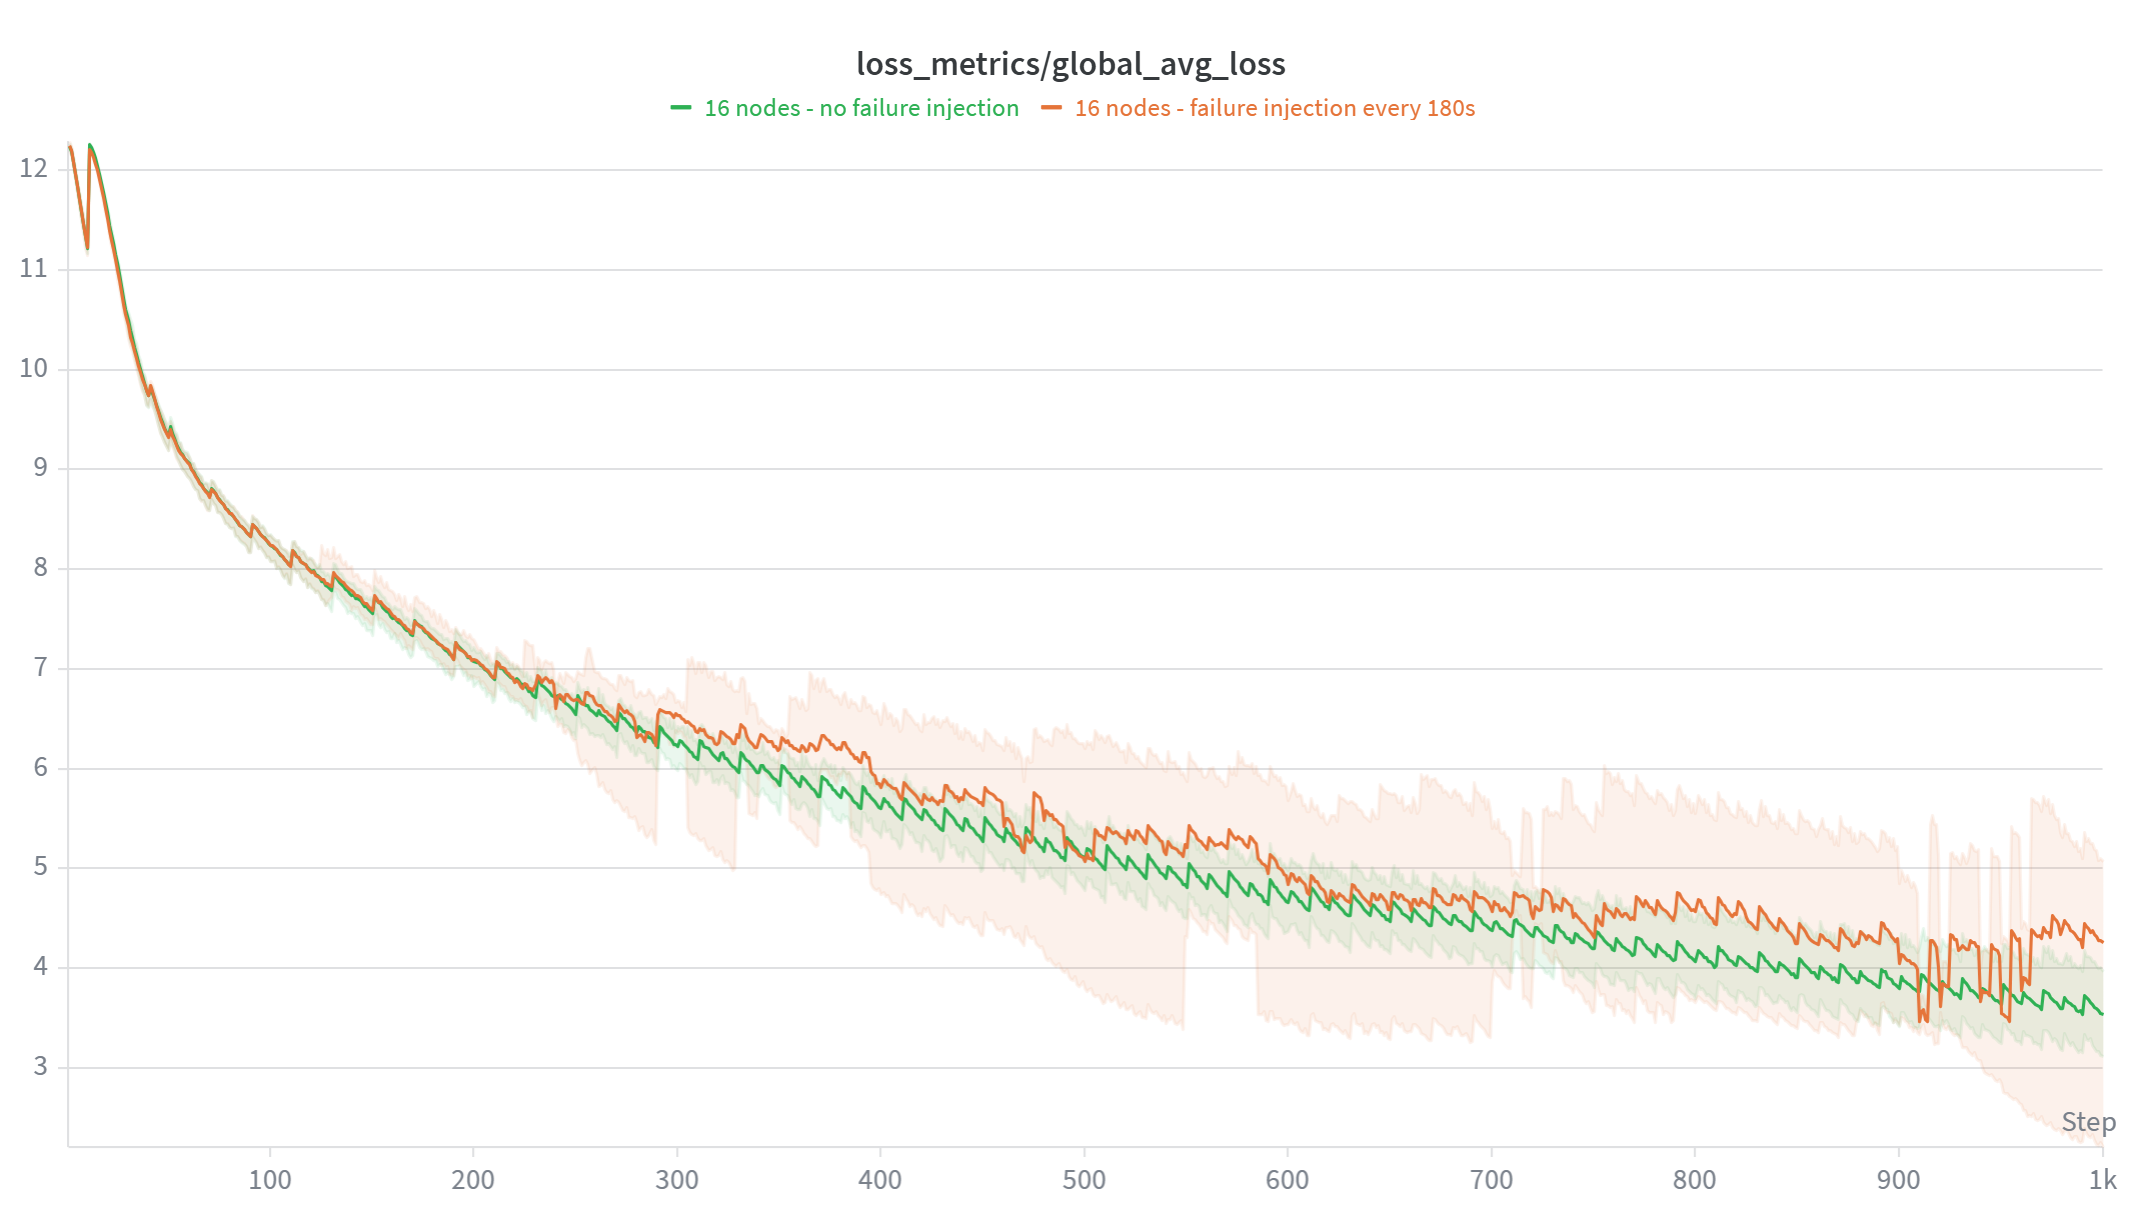 loss_metrics/global_avg_loss
16 nodes - no failure injection 16 nodes - failure injection every 180s
12
11
10
9
8
7
6
5
4
3
Step
100 200 300 400 500 600 700 800 900 1k